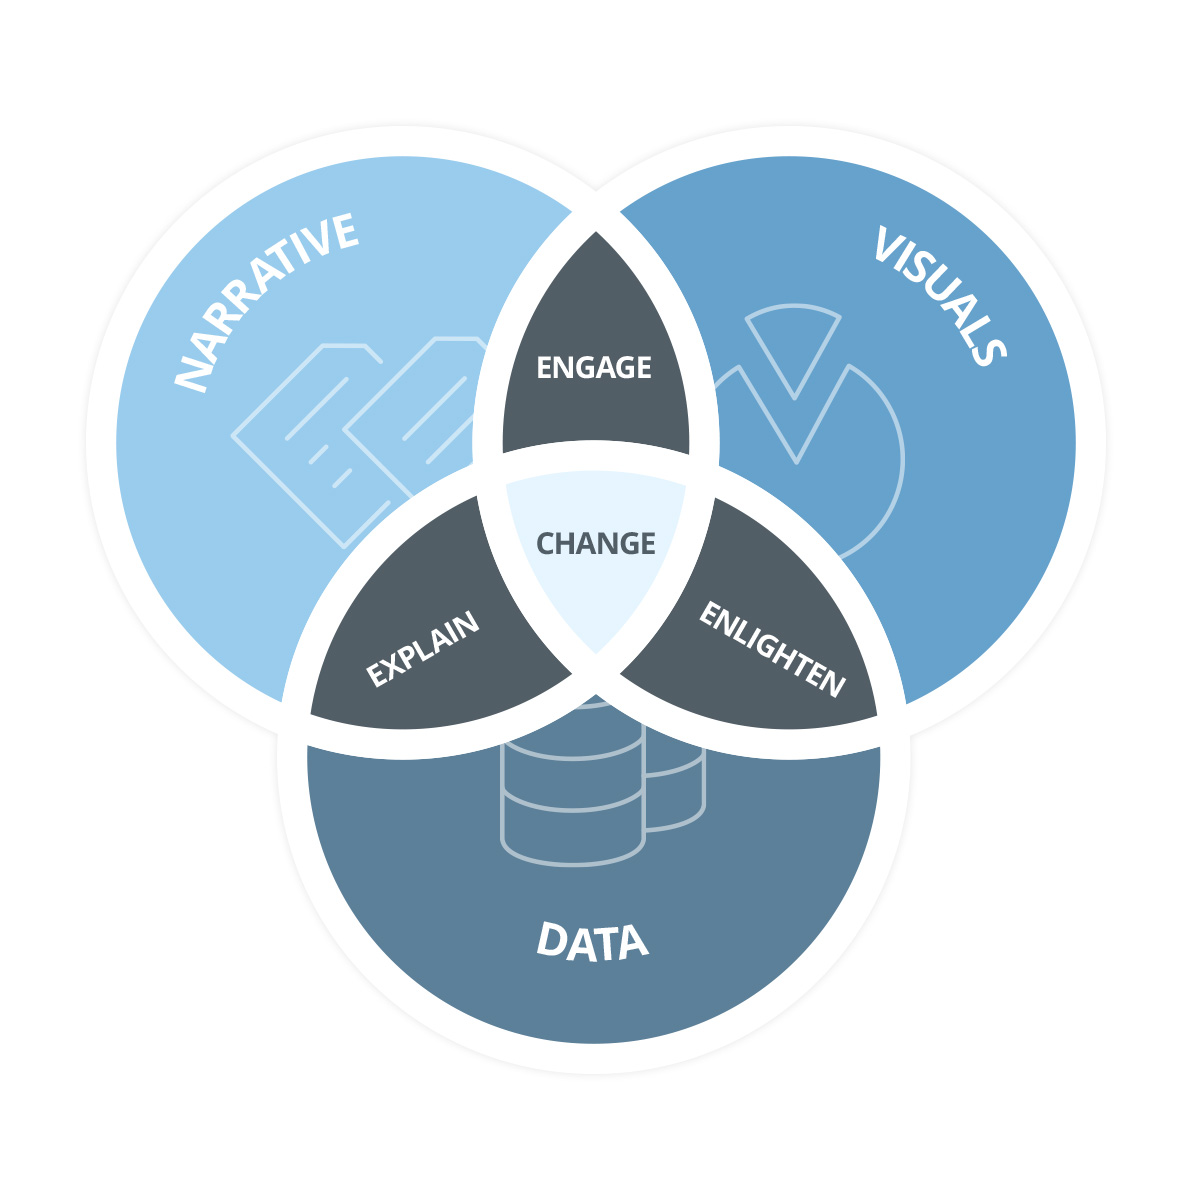 NARRATIVE
VISUALS
ENGAGE
CHANGE
EXPLAIN
ENLIGHTEN
DATA